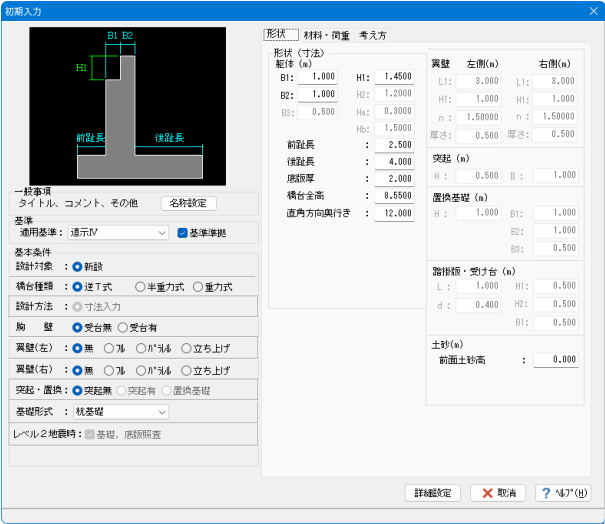 初期入力
B1 B2
H1
前趾長
後趾長
一般事項
タイトル、コメント、その他 名称設定
基準
適用基準： 道示Ⅳ 基準準拠
基本条件
設計対象 ： 新設
橋台種類 ： 逆T式 半重力式 重力式
設計方法 ： 寸法入力
胸 壁 受台無 受台有
翼壁(左) ： 無 ﾌﾙ ﾊﾟﾗﾚﾙ 立ち上げ
翼壁(右) ： 無 ﾌﾙ ﾊﾟﾗﾚﾙ 立ち上げ
突起・置換： 突起無 突起有 置換基礎
基礎形式 ： 杭基礎
レベル２地震時： 基礎，底版照査
形状 材料・荷重 考え方
形状（寸法）
躯体（m）
B1: 1.000 H1: 1.4500
B2: 1.000 H2: 1.2000
B3: 0.500 Ha: 0.3000
Hb: 1.5000
前趾長 ： 2.500
後趾長 ： 4.000
底版厚 ： 2.000
橋台全高 ： 8.5500
直角方向奥行き ： 12.000
翼壁 左側(m) 右側(m)
L1: 3.000 L1: 3.000
H1: 1.000 H1: 1.000
n : 1.50000 n : 1.50000
厚さ: 0.500 厚さ: 0.500
突起（m）
H : 0.500 B : 1.000
置換基礎（m）
H : 1.000 B1: 1.000
B2: 1.000
B3: 0.500
踏掛版・受け台（m）
L : 1.000 H1: 0.500
d : 0.400 H2: 0.500
B1: 0.500
土砂(m)
前面土砂高 ： 0.000
詳細設定 取消 ? ﾍﾙﾌﾟ(H)